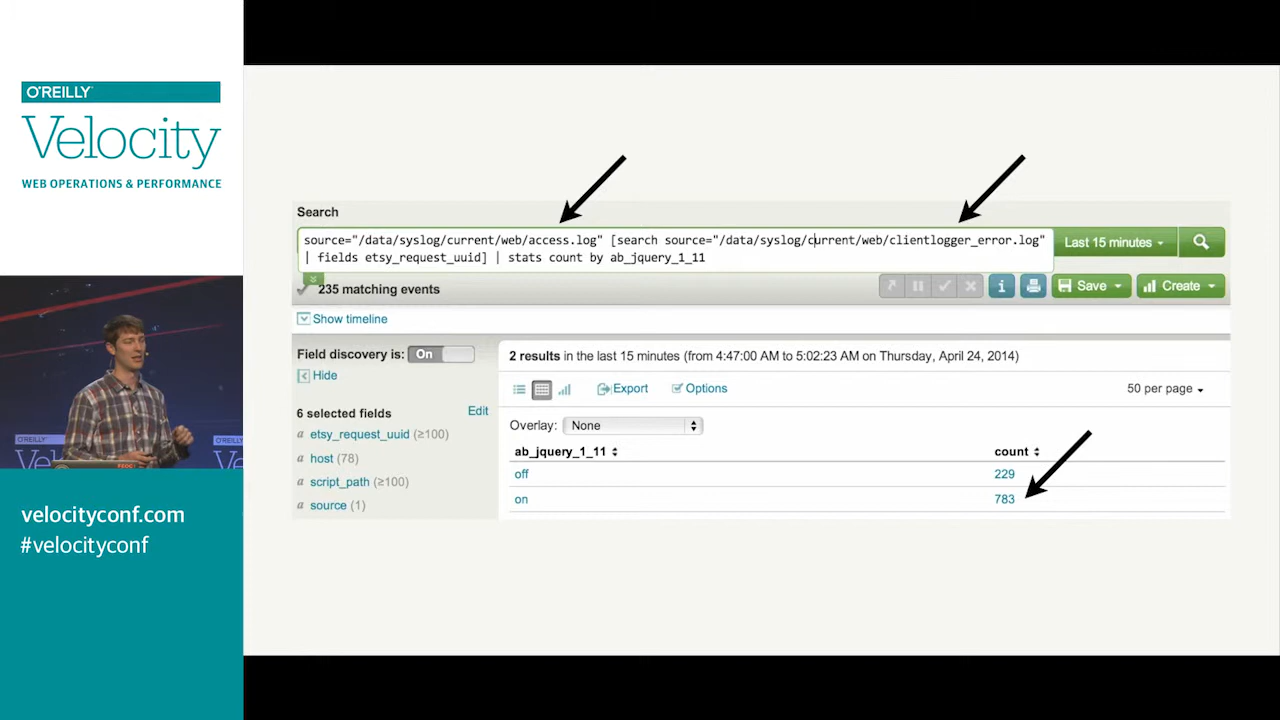 O'REILLY
Velocity
WEB OPERATIONS & PERFORMANCE
velocityconf.com
#velocityconf
Search
source="/data/syslog/current/web/access.log" [search source="/data/syslog/current/web/clientlogger_error.log"
| fields etsy_request_uuid] | stats count by ab_jquery_1_11
Last 15 minutes
235 matching events
Save
Create
Show timeline
Field discovery is: On
Hide
6 selected fields Edit
a etsy_request_uuid (≥100)
a host (78)
a script_path (≥100)
a source (1)
2 results in the last 15 minutes (from 4:47:00 AM to 5:02:23 AM on Thursday, April 24, 2014)
Export Options 50 per page
Overlay: None
ab_jquery_1_11 count
off 229
on 783
O'REILLY
O'REILLY